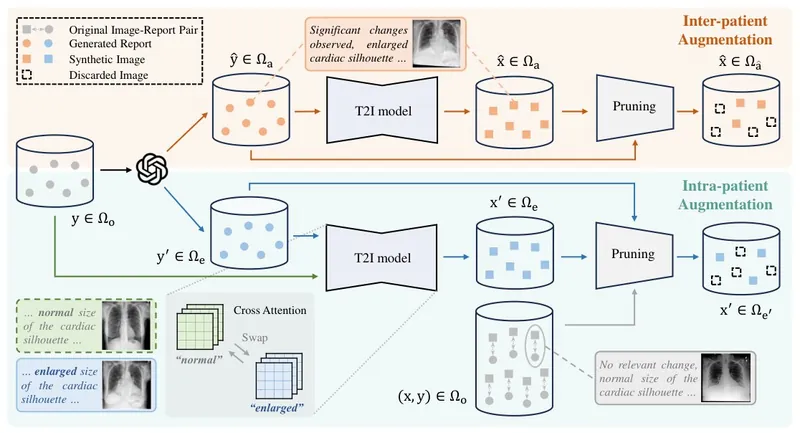 Original Image-Report Pair
Generated Report
Synthetic Image
Discarded Image
Significant changes
observed, enlarged
cardiac silhouette …
Inter-patient
Augmentation
ŷ ∈ Ωₐ
x̂ ∈ Ωₐ
x̂ ∈ Ω_â
T2I model
Pruning
y ∈ Ωₒ
Intra-patient
Augmentation
y′ ∈ Ωₑ
x′ ∈ Ωₑ
T2I model
Pruning
x′ ∈ Ωₑ′
… normal size
of the cardiac
silhouette …
… enlarged size
of the cardiac
silhouette …
Cross Attention
Swap
“normal”
“enlarged”
(x, y) ∈ Ωₒ
No relevant change,
normal size of the
cardiac silhouette …